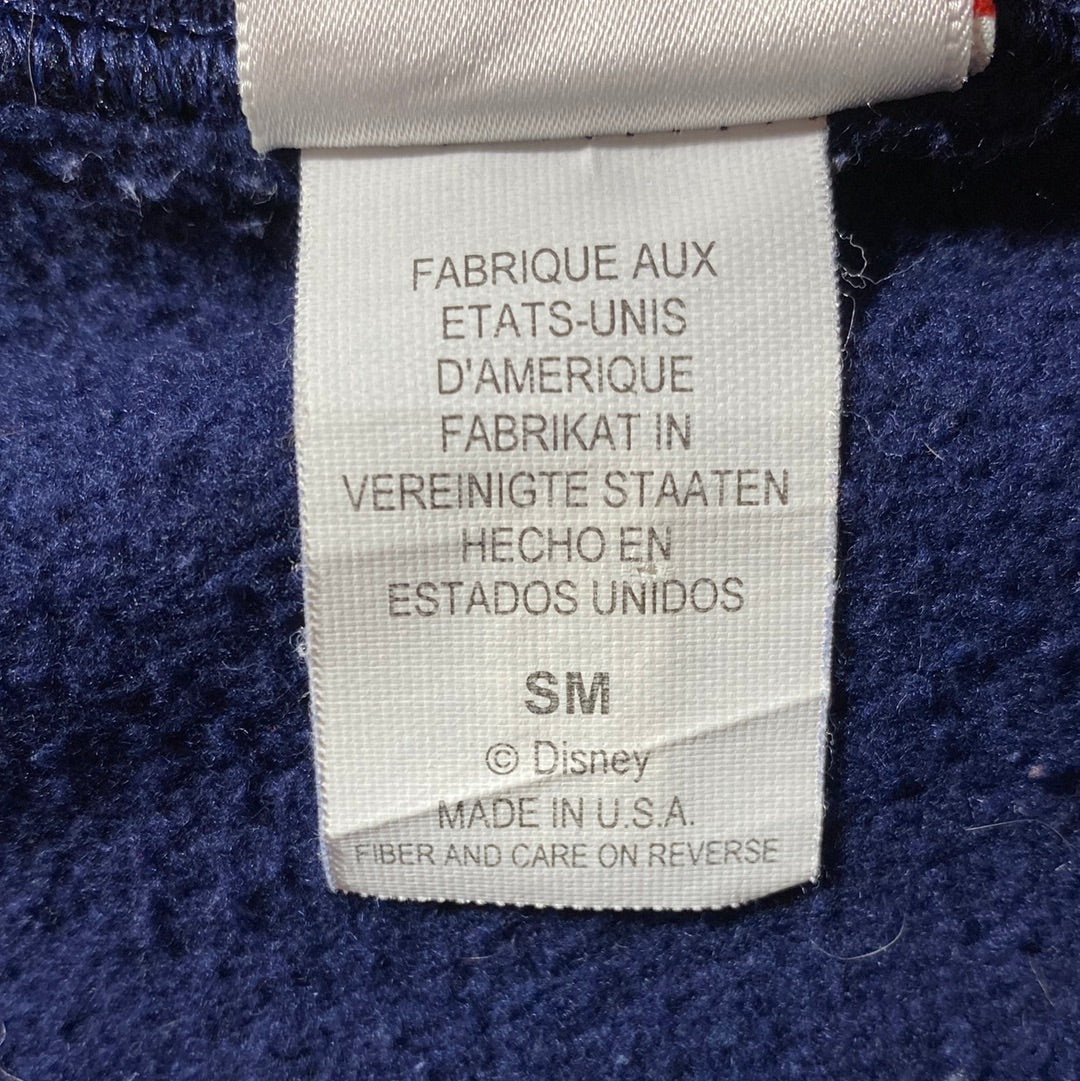 FABRIQUE AUX
ETATS-UNIS
D'AMERIQUE
FABRIKAT IN
VEREINIGTE STAATEN
HECHO EN
ESTADOS UNIDOS
SM
© Disney
MADE IN U.S.A.
FIBER AND CARE ON REVERSE